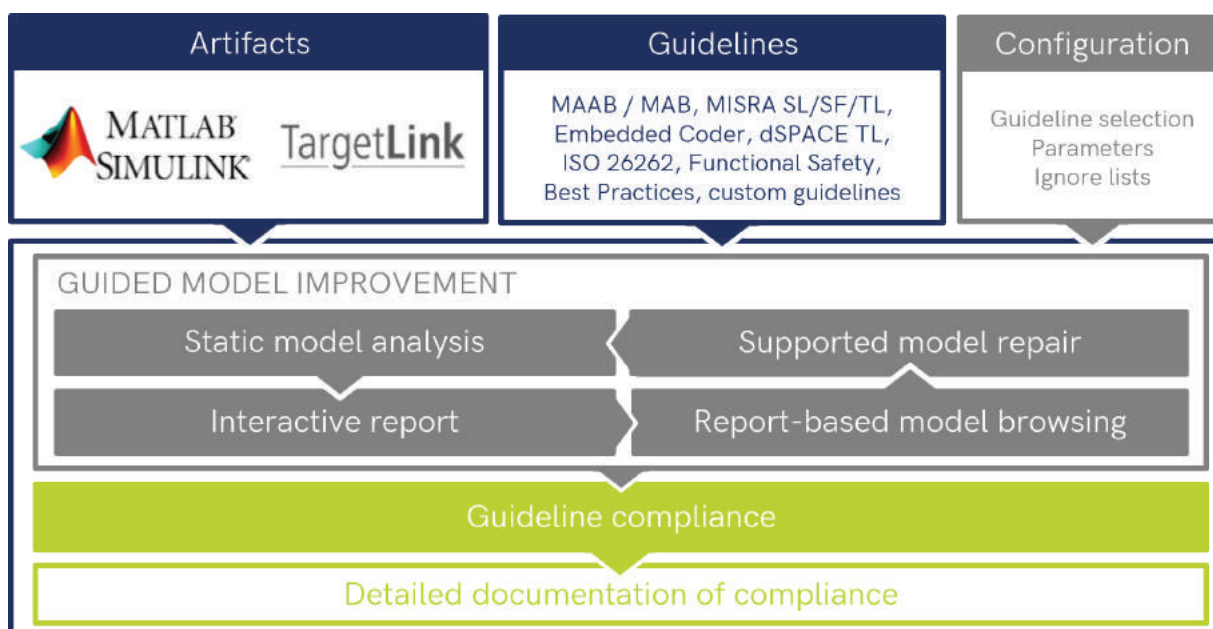 Artifacts
MATLAB
SIMULINK
TargetLink
Guidelines
MAAB / MAB, MISRA SL/SF/TL,
Embedded Coder, dSPACE TL,
ISO 26262, Functional Safety,
Best Practices, custom guidelines
Configuration
Guideline selection
Parameters
Ignore lists
GUIDED MODEL IMPROVEMENT
Static model analysis
Supported model repair
Interactive report
Report-based model browsing
Guideline compliance
Detailed documentation of compliance